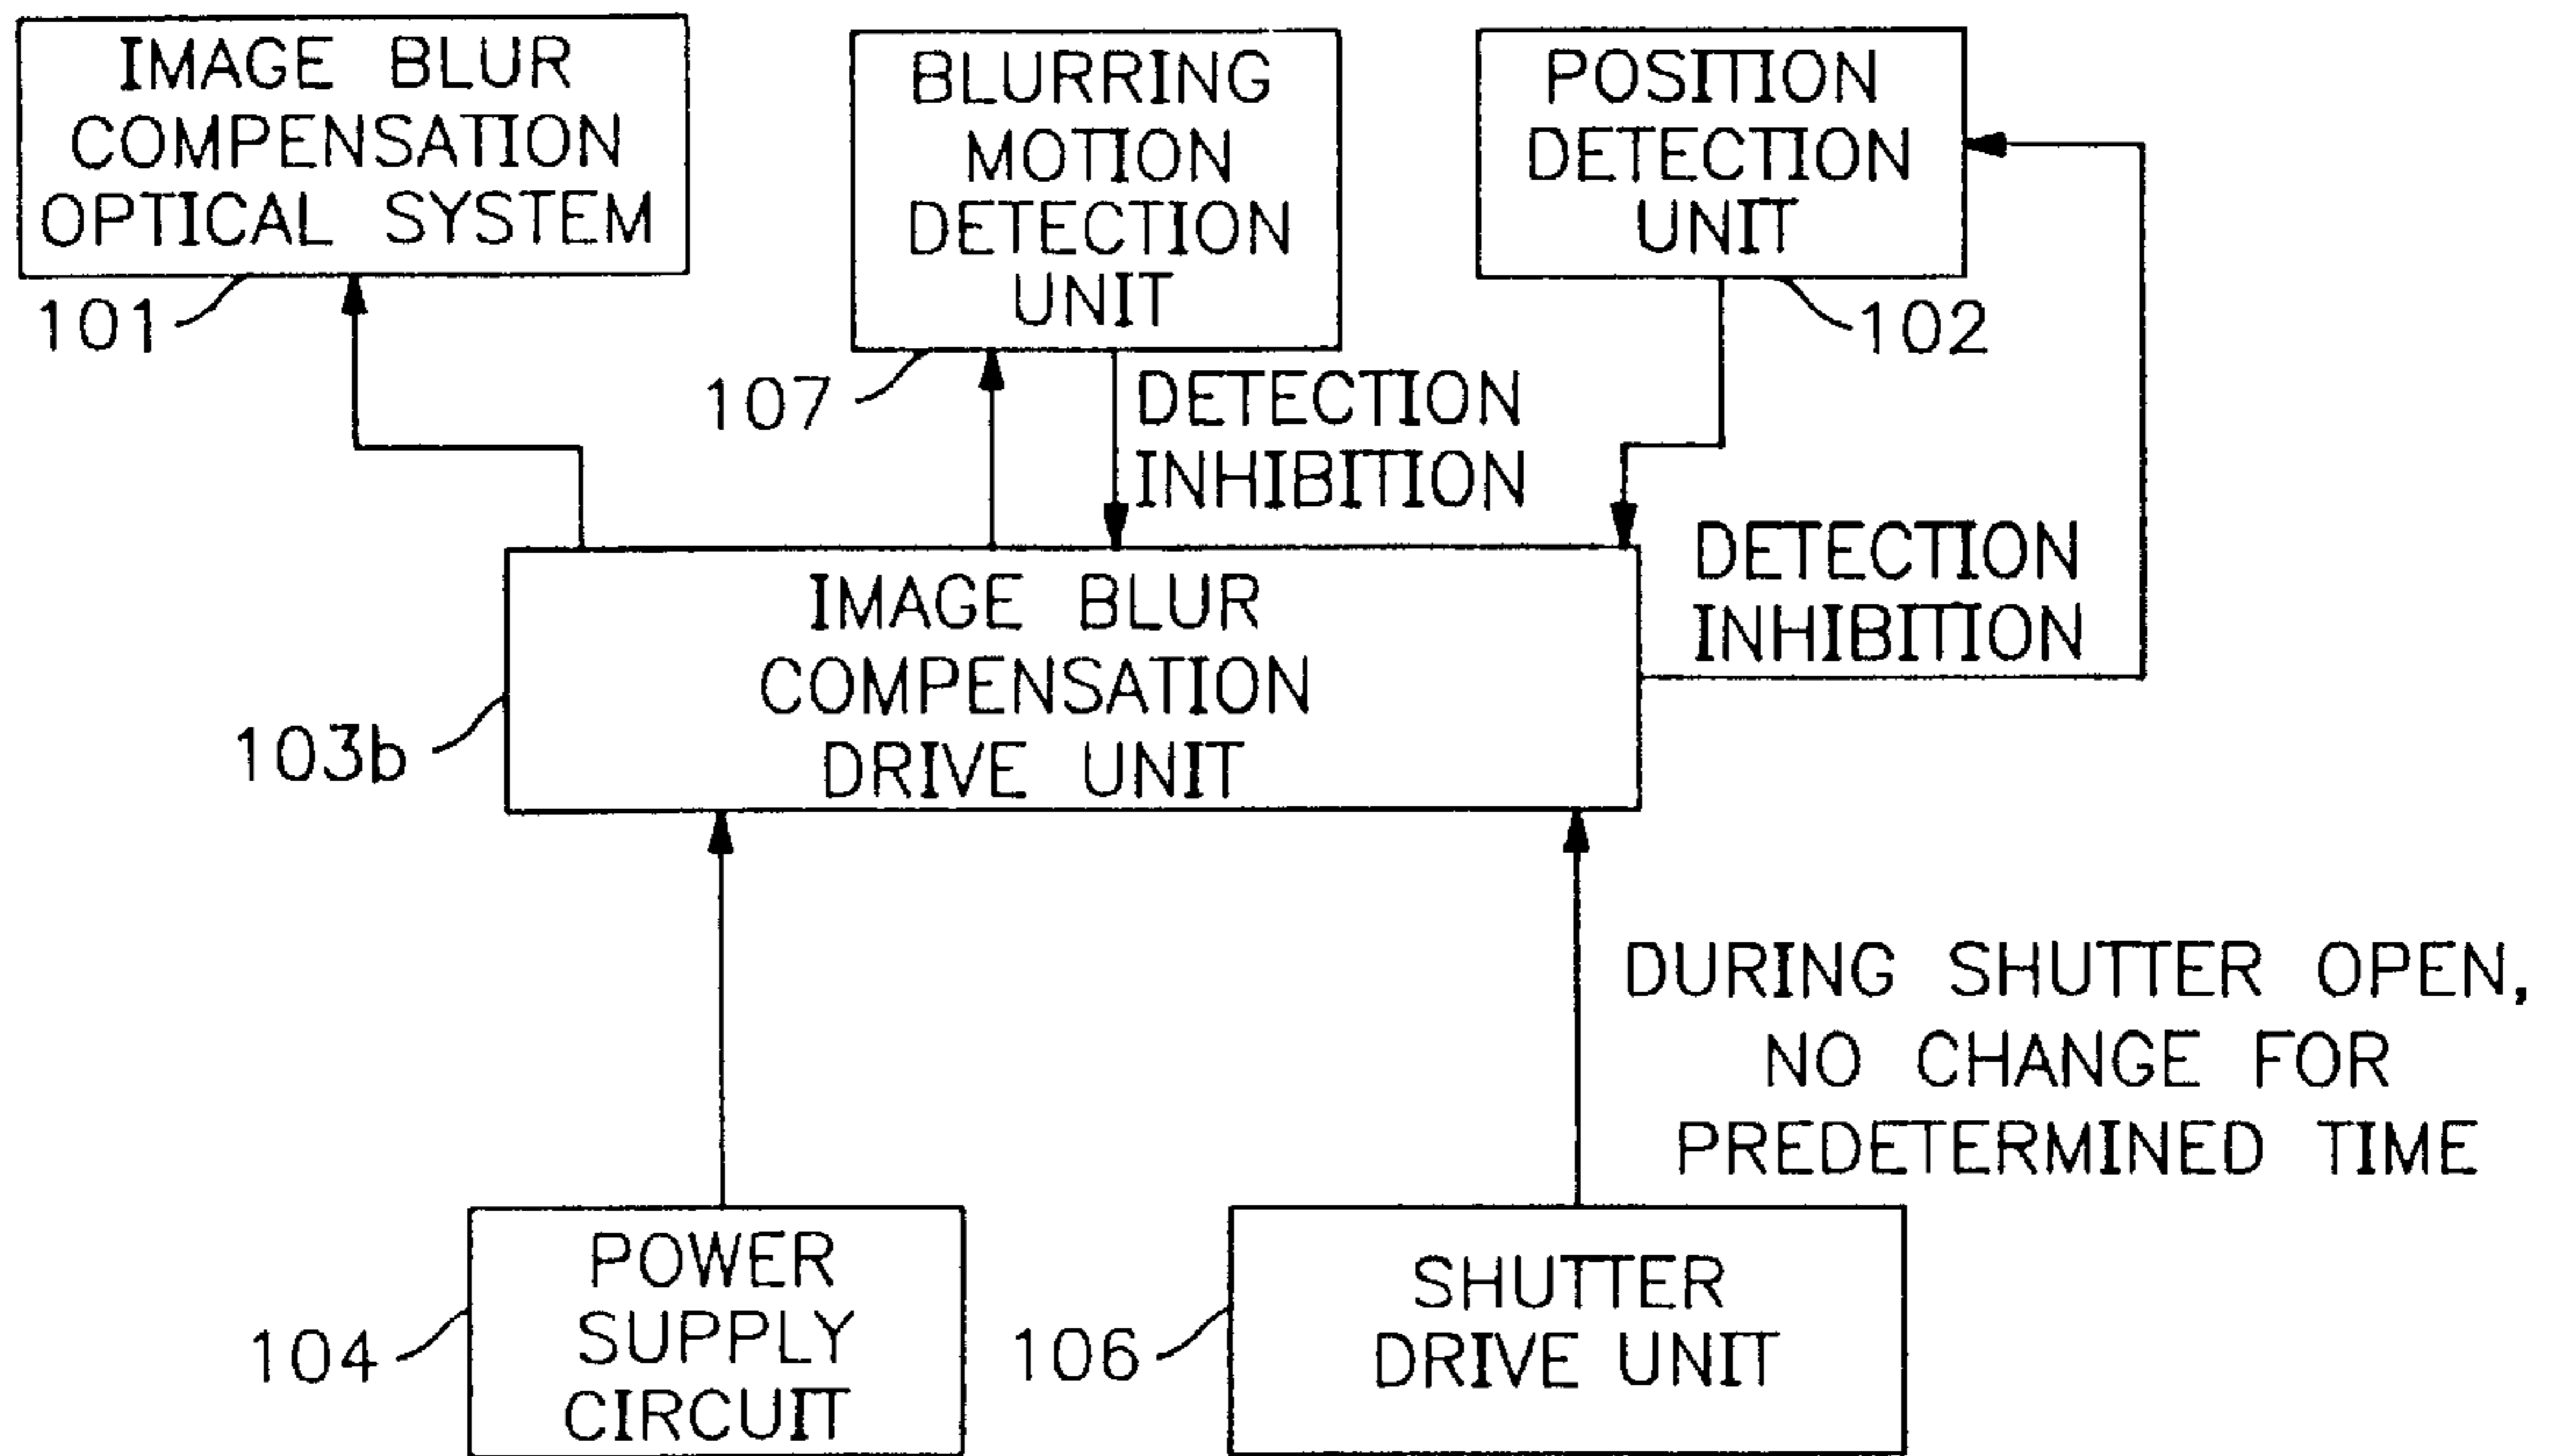 IMAGE BLUR
COMPENSATION
OPTICAL SYSTEM
101
BLURRING
MOTION
DETECTION
UNIT
107
POSITION
DETECTION
UNIT
102
DETECTION
INHIBITION
DETECTION
INHIBITION
IMAGE BLUR
COMPENSATION
DRIVE UNIT
103b
DURING SHUTTER OPEN,
NO CHANGE FOR
PREDETERMINED TIME
POWER
SUPPLY
CIRCUIT
104
SHUTTER
DRIVE UNIT
106